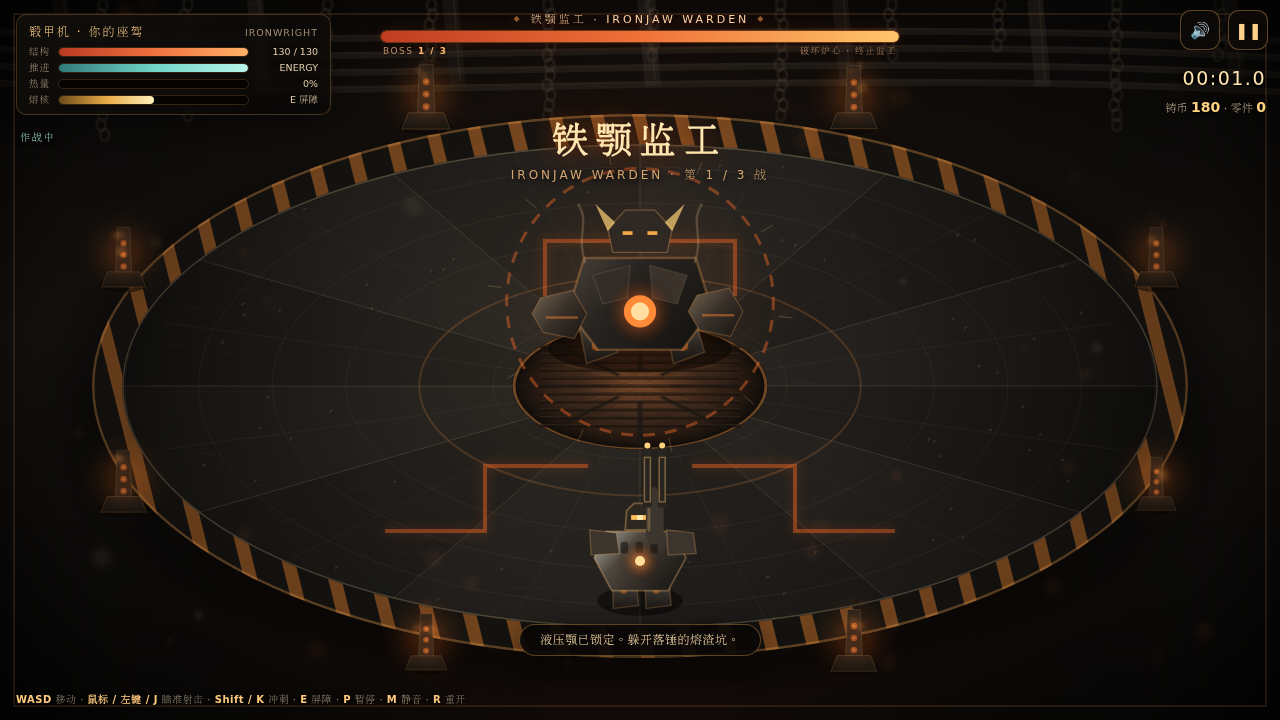 锻甲机 · 你的座驾 IRONWRIGHT
结构 130 / 130
推进 ENERGY
热量 0%
熔核 E 屏障
作战中
◆ 铁颚监工 · IRONJAW WARDEN ◆
BOSS 1 / 3 破坏炉心 · 终止监工
00:01.0
铸币 180 · 零件 0
铁颚监工
IRONJAW WARDEN · 第 1 / 3 战
液压颚已锁定。躲开落锤的熔渣坑。
WASD 移动 · 鼠标 / 左键 / J 瞄准射击 · Shift / K 冲刺 · E 屏障 · P 暂停 · M 静音 · R 重开